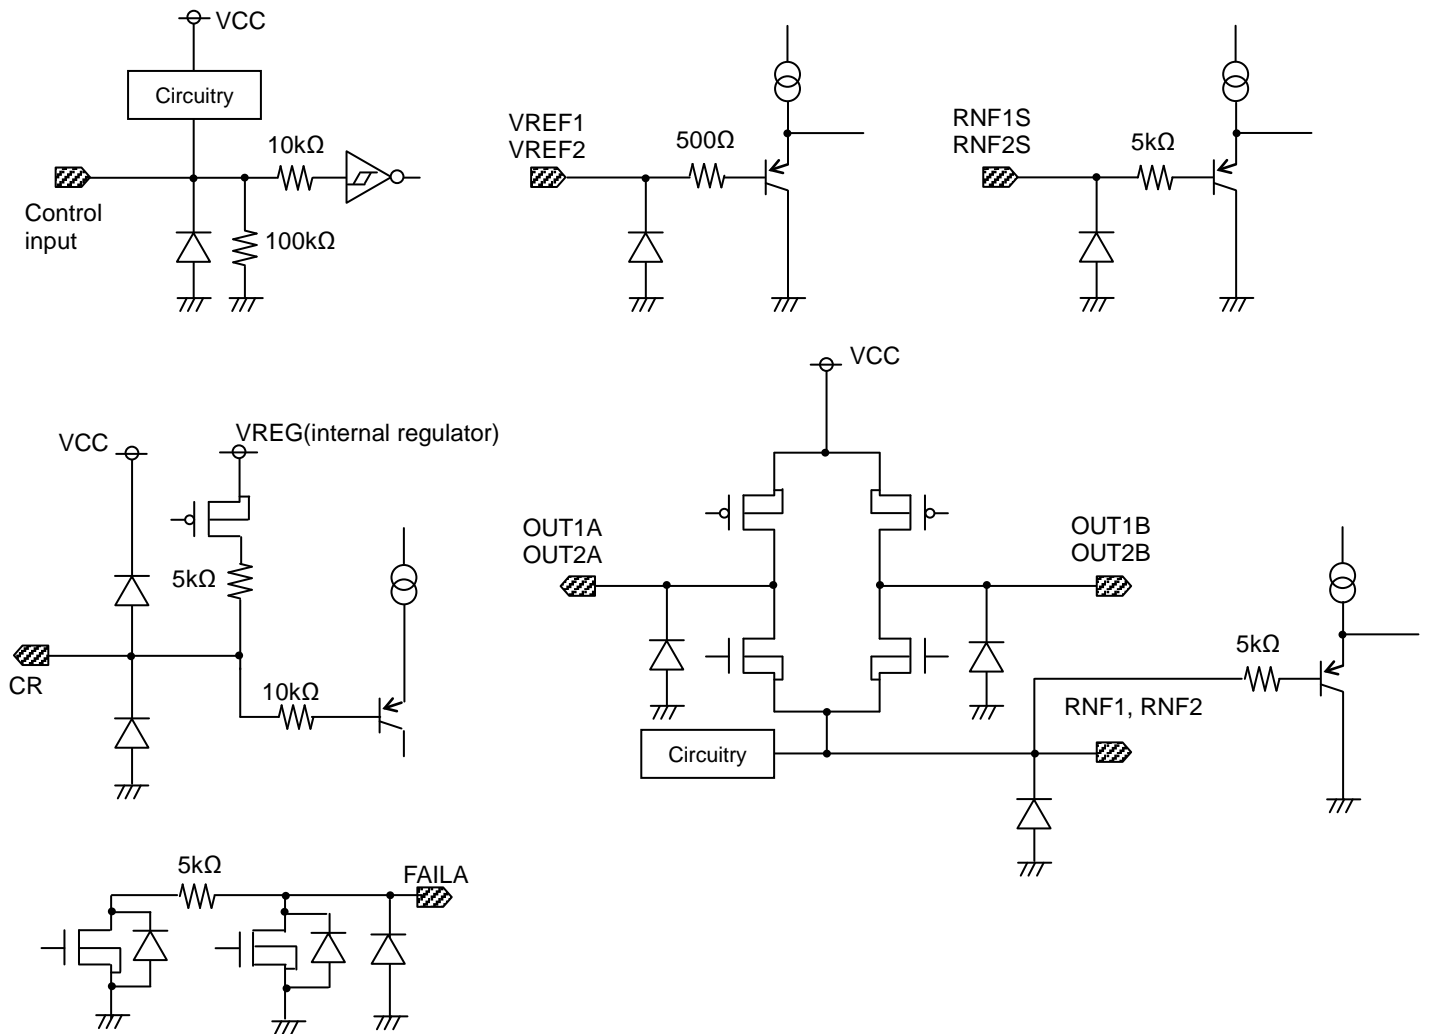 VCC
Circuitry
10kΩ
Control
input
100kΩ
VREF1
VREF2
500Ω
RNF1S
RNF2S
5kΩ
VCC
VREG(internal regulator)
5kΩ
CR
10kΩ
VCC
OUT1A
OUT2A
OUT1B
OUT2B
5kΩ
RNF1, RNF2
Circuitry
5kΩ
FAILA